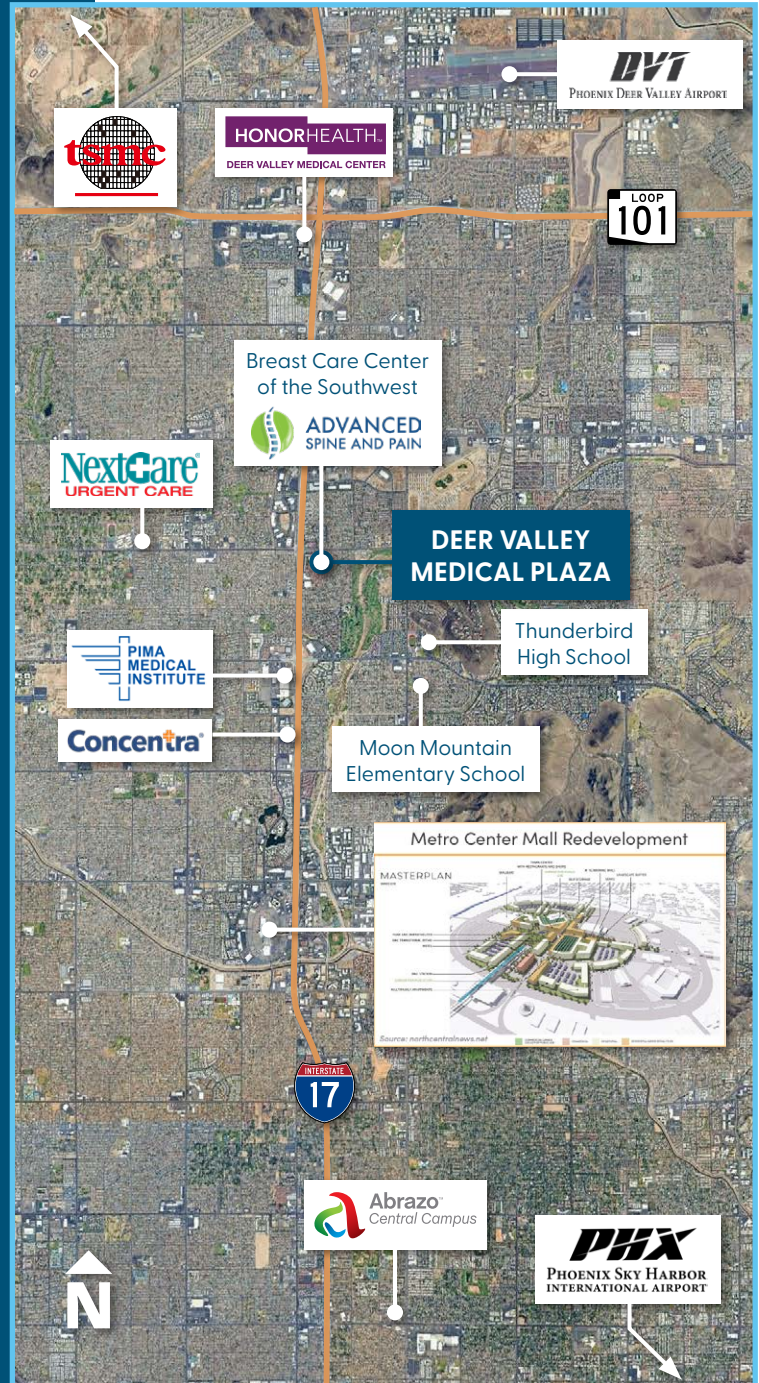 DVT
PHOENIX DEER VALLEY AIRPORT
tsmc
HONORHEALTH™
DEER VALLEY MEDICAL CENTER
LOOP
101
Breast Care Center
of the Southwest
ADVANCED
SPINE AND PAIN
NextCare®
URGENT CARE
DEER VALLEY
MEDICAL PLAZA
Thunderbird
High School
PIMA
MEDICAL
INSTITUTE
Concentra®
Moon Mountain
Elementary School
Metro Center Mall Redevelopment
MASTERPLAN
Source: northcentralnews.net
INTERSTATE
17
Abrazo™
Central Campus
PHX
PHOENIX SKY HARBOR
INTERNATIONAL AIRPORT
N